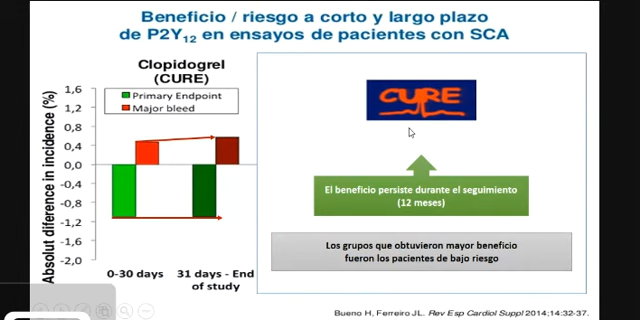 Beneficio / riesgo a corto y largo plazo
de P2Y12 en ensayos de pacientes con SCA
Clopidogrel
(CURE)
Absolut diference in incidence (%)
1,6
1,2
0,8
0,4
0,0
-0,4
-0,8
-1,2
-1,6
-2,0
Primary Endpoint
Major bleed
0-30 days
31 days - End
of study
CURE
El beneficio persiste durante el seguimiento
(12 meses)
Los grupos que obtuvieron mayor beneficio
fueron los pacientes de bajo riesgo
Bueno H, Ferreiro JL. Rev Esp Cardiol Suppl 2014;14:32-37.